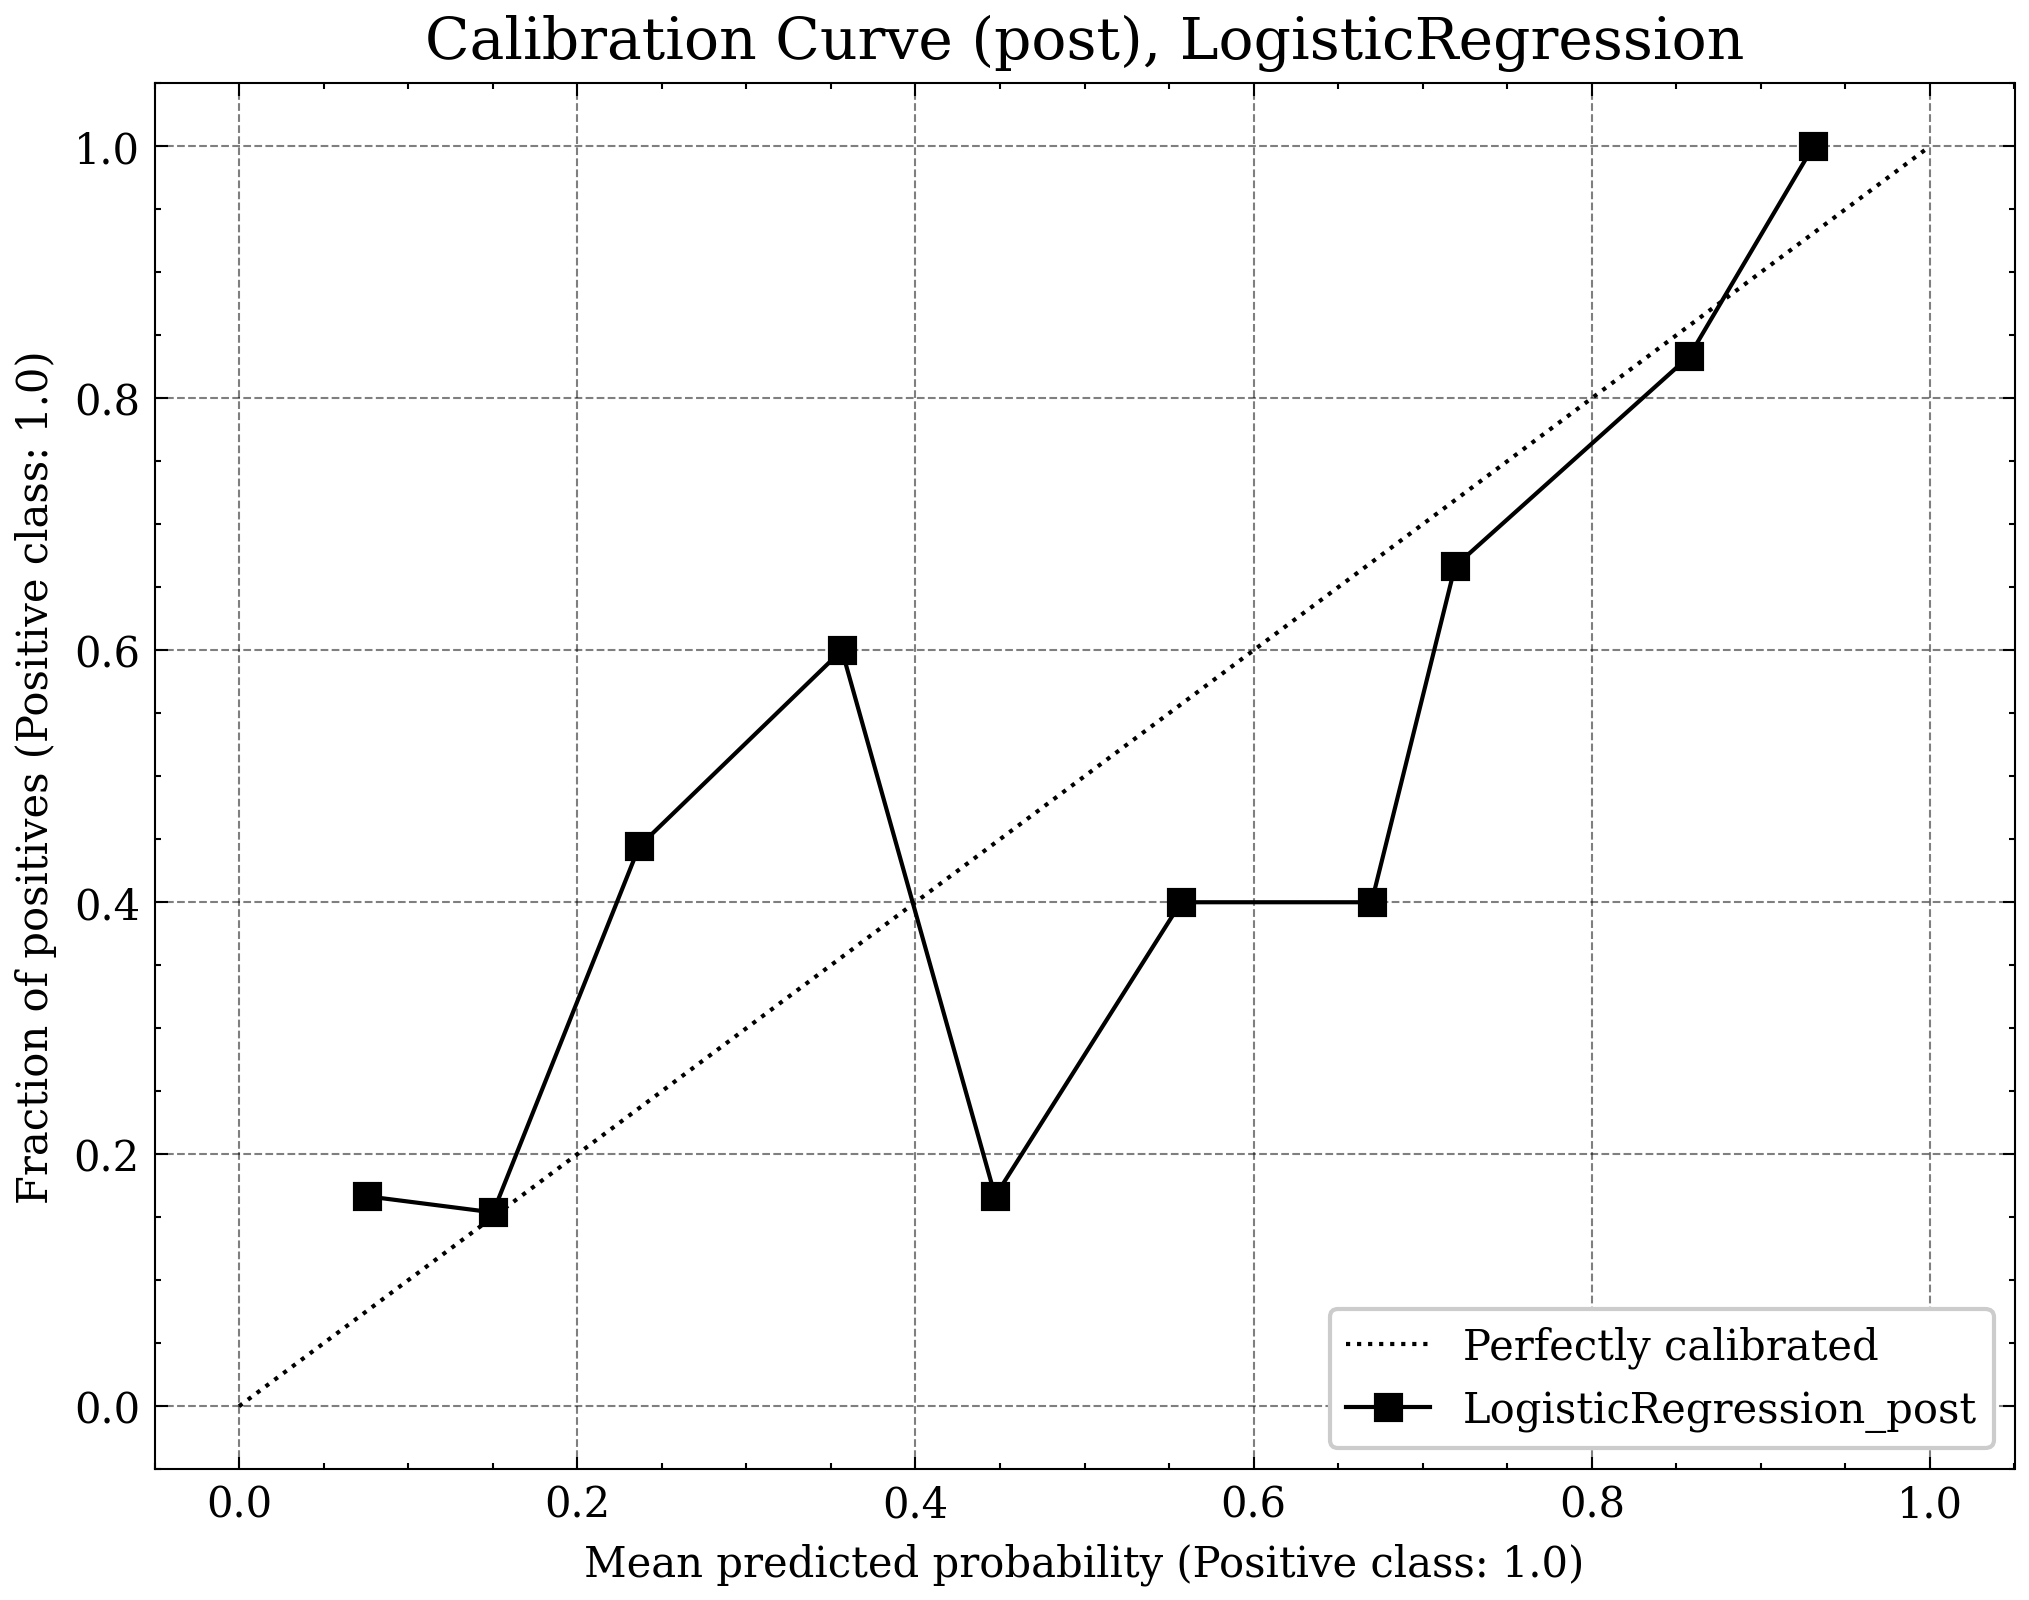 Calibration Curve (post), LogisticRegression
Fraction of positives (Positive class: 1.0)
1.0
0.8
0.6
0.4
0.2
0.0
0.0 0.2 0.4 0.6 0.8 1.0
Mean predicted probability (Positive class: 1.0)
Perfectly calibrated
LogisticRegression_post